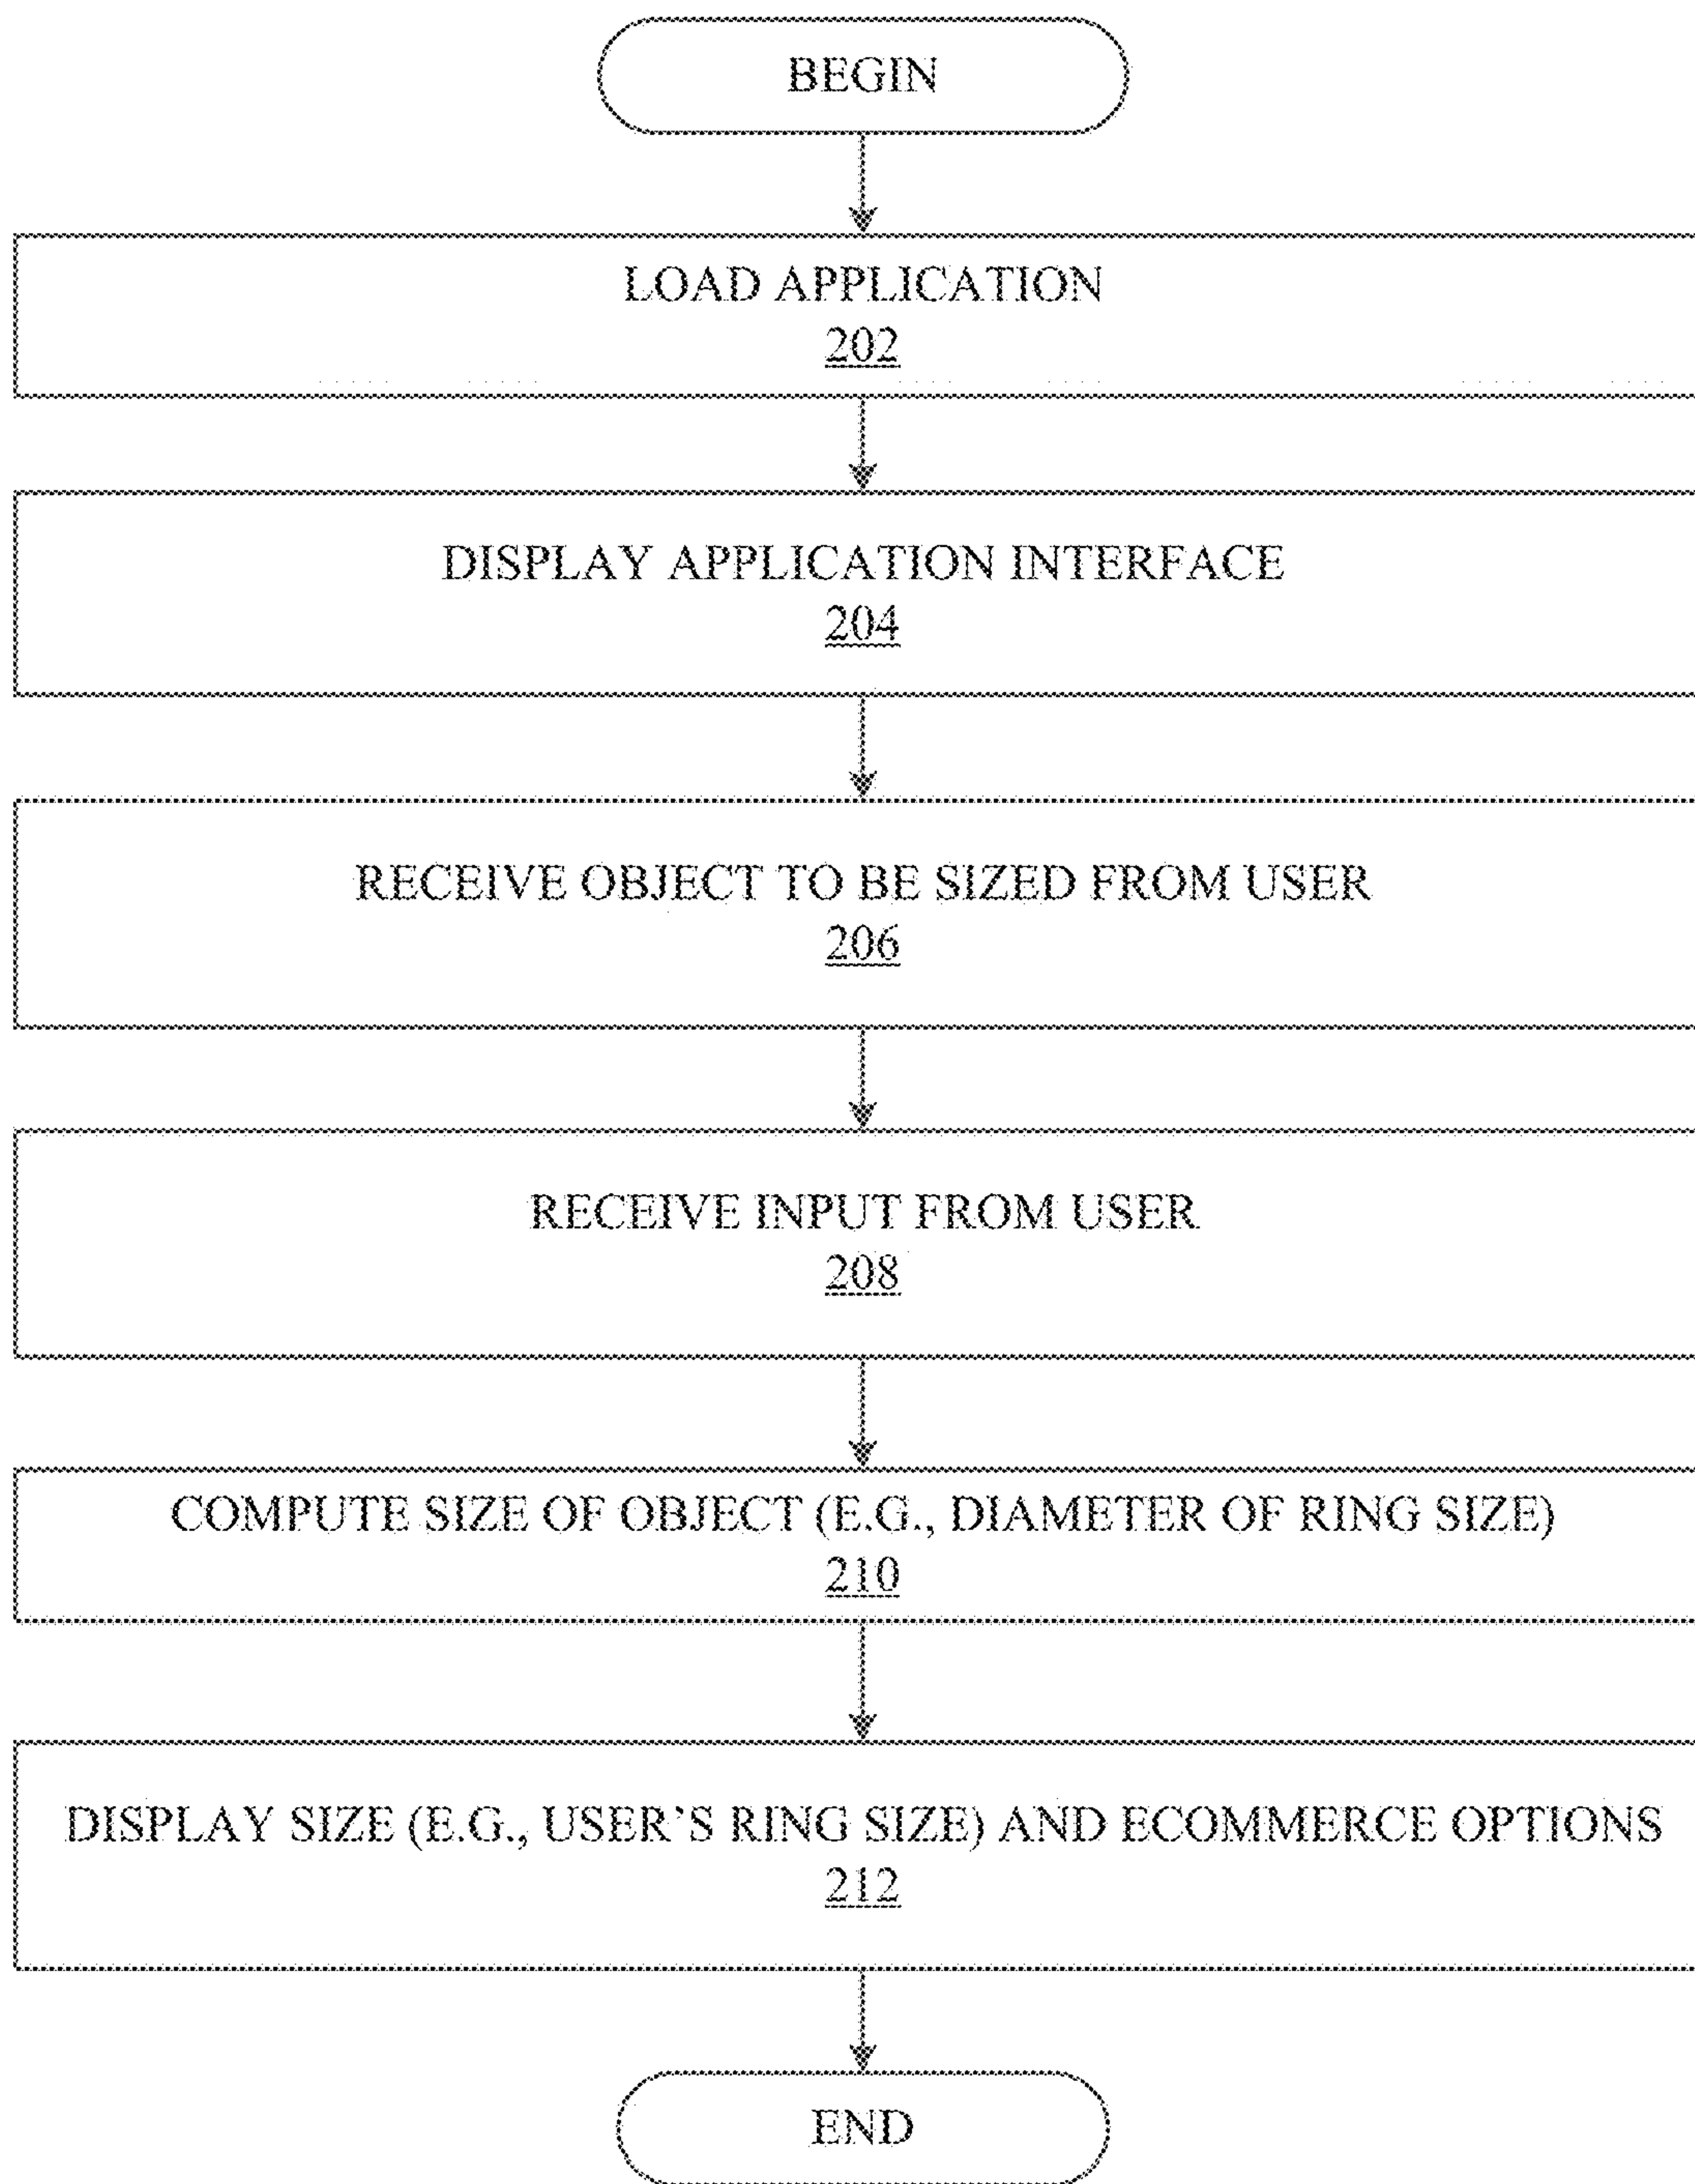 BEGIN
LOAD APPLICATION
202
DISPLAY APPLICATION INTERFACE
204
RECEIVE OBJECT TO BE SIZED FROM USER
206
RECEIVE INPUT FROM USER
208
COMPUTE SIZE OF OBJECT (E.G., DIAMETER OF RING SIZE)
210
DISPLAY SIZE (E.G., USER'S RING SIZE) AND ECOMMERCE OPTIONS
212
END